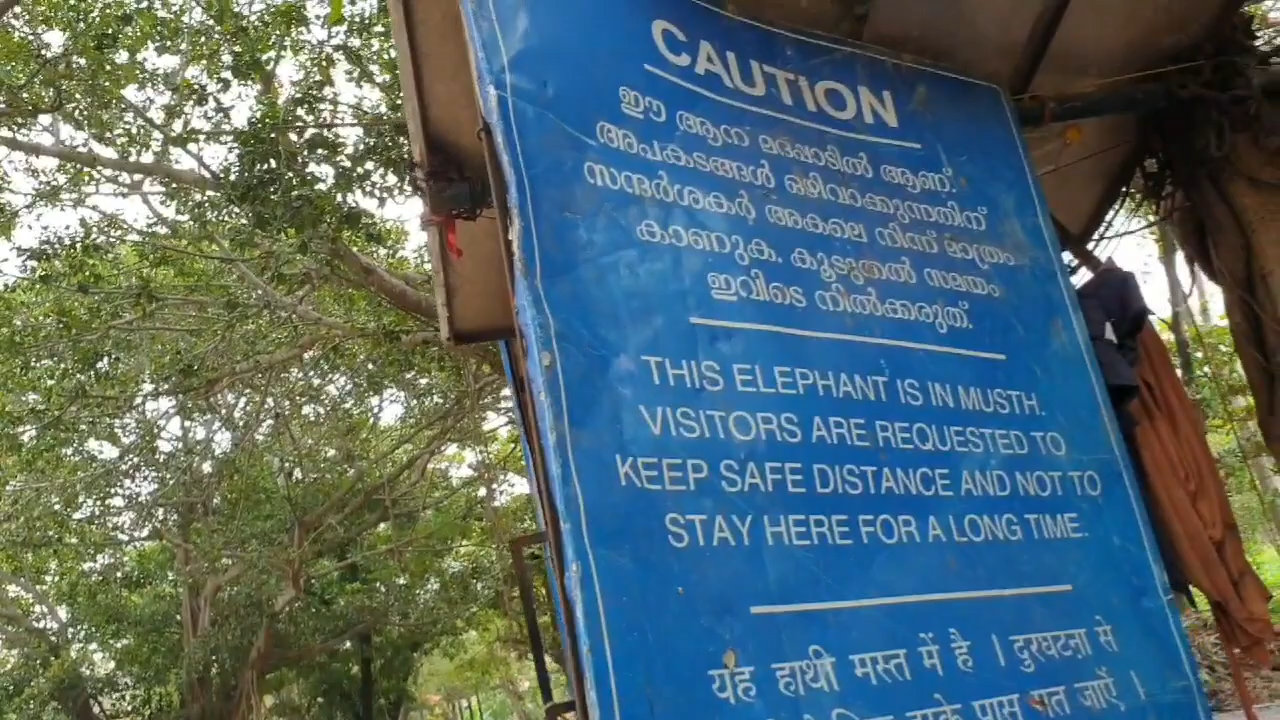 CAUTION
ഈ ആന മദപ്പാടിൽ ആണ്.
അപകടങ്ങൾ ഒഴിവാക്കുന്നതിന്
സന്ദർശകർ അകലെ നിന്ന് മാത്രം
കാണുക. കൂടുതൽ സമയം
ഇവിടെ നിൽക്കരുത്.
THIS ELEPHANT IS IN MUSTH.
VISITORS ARE REQUESTED TO
KEEP SAFE DISTANCE AND NOT TO
STAY HERE FOR A LONG TIME.
यह हाथी मस्त में है । दुरघटना से
पास मत जाऐं ।